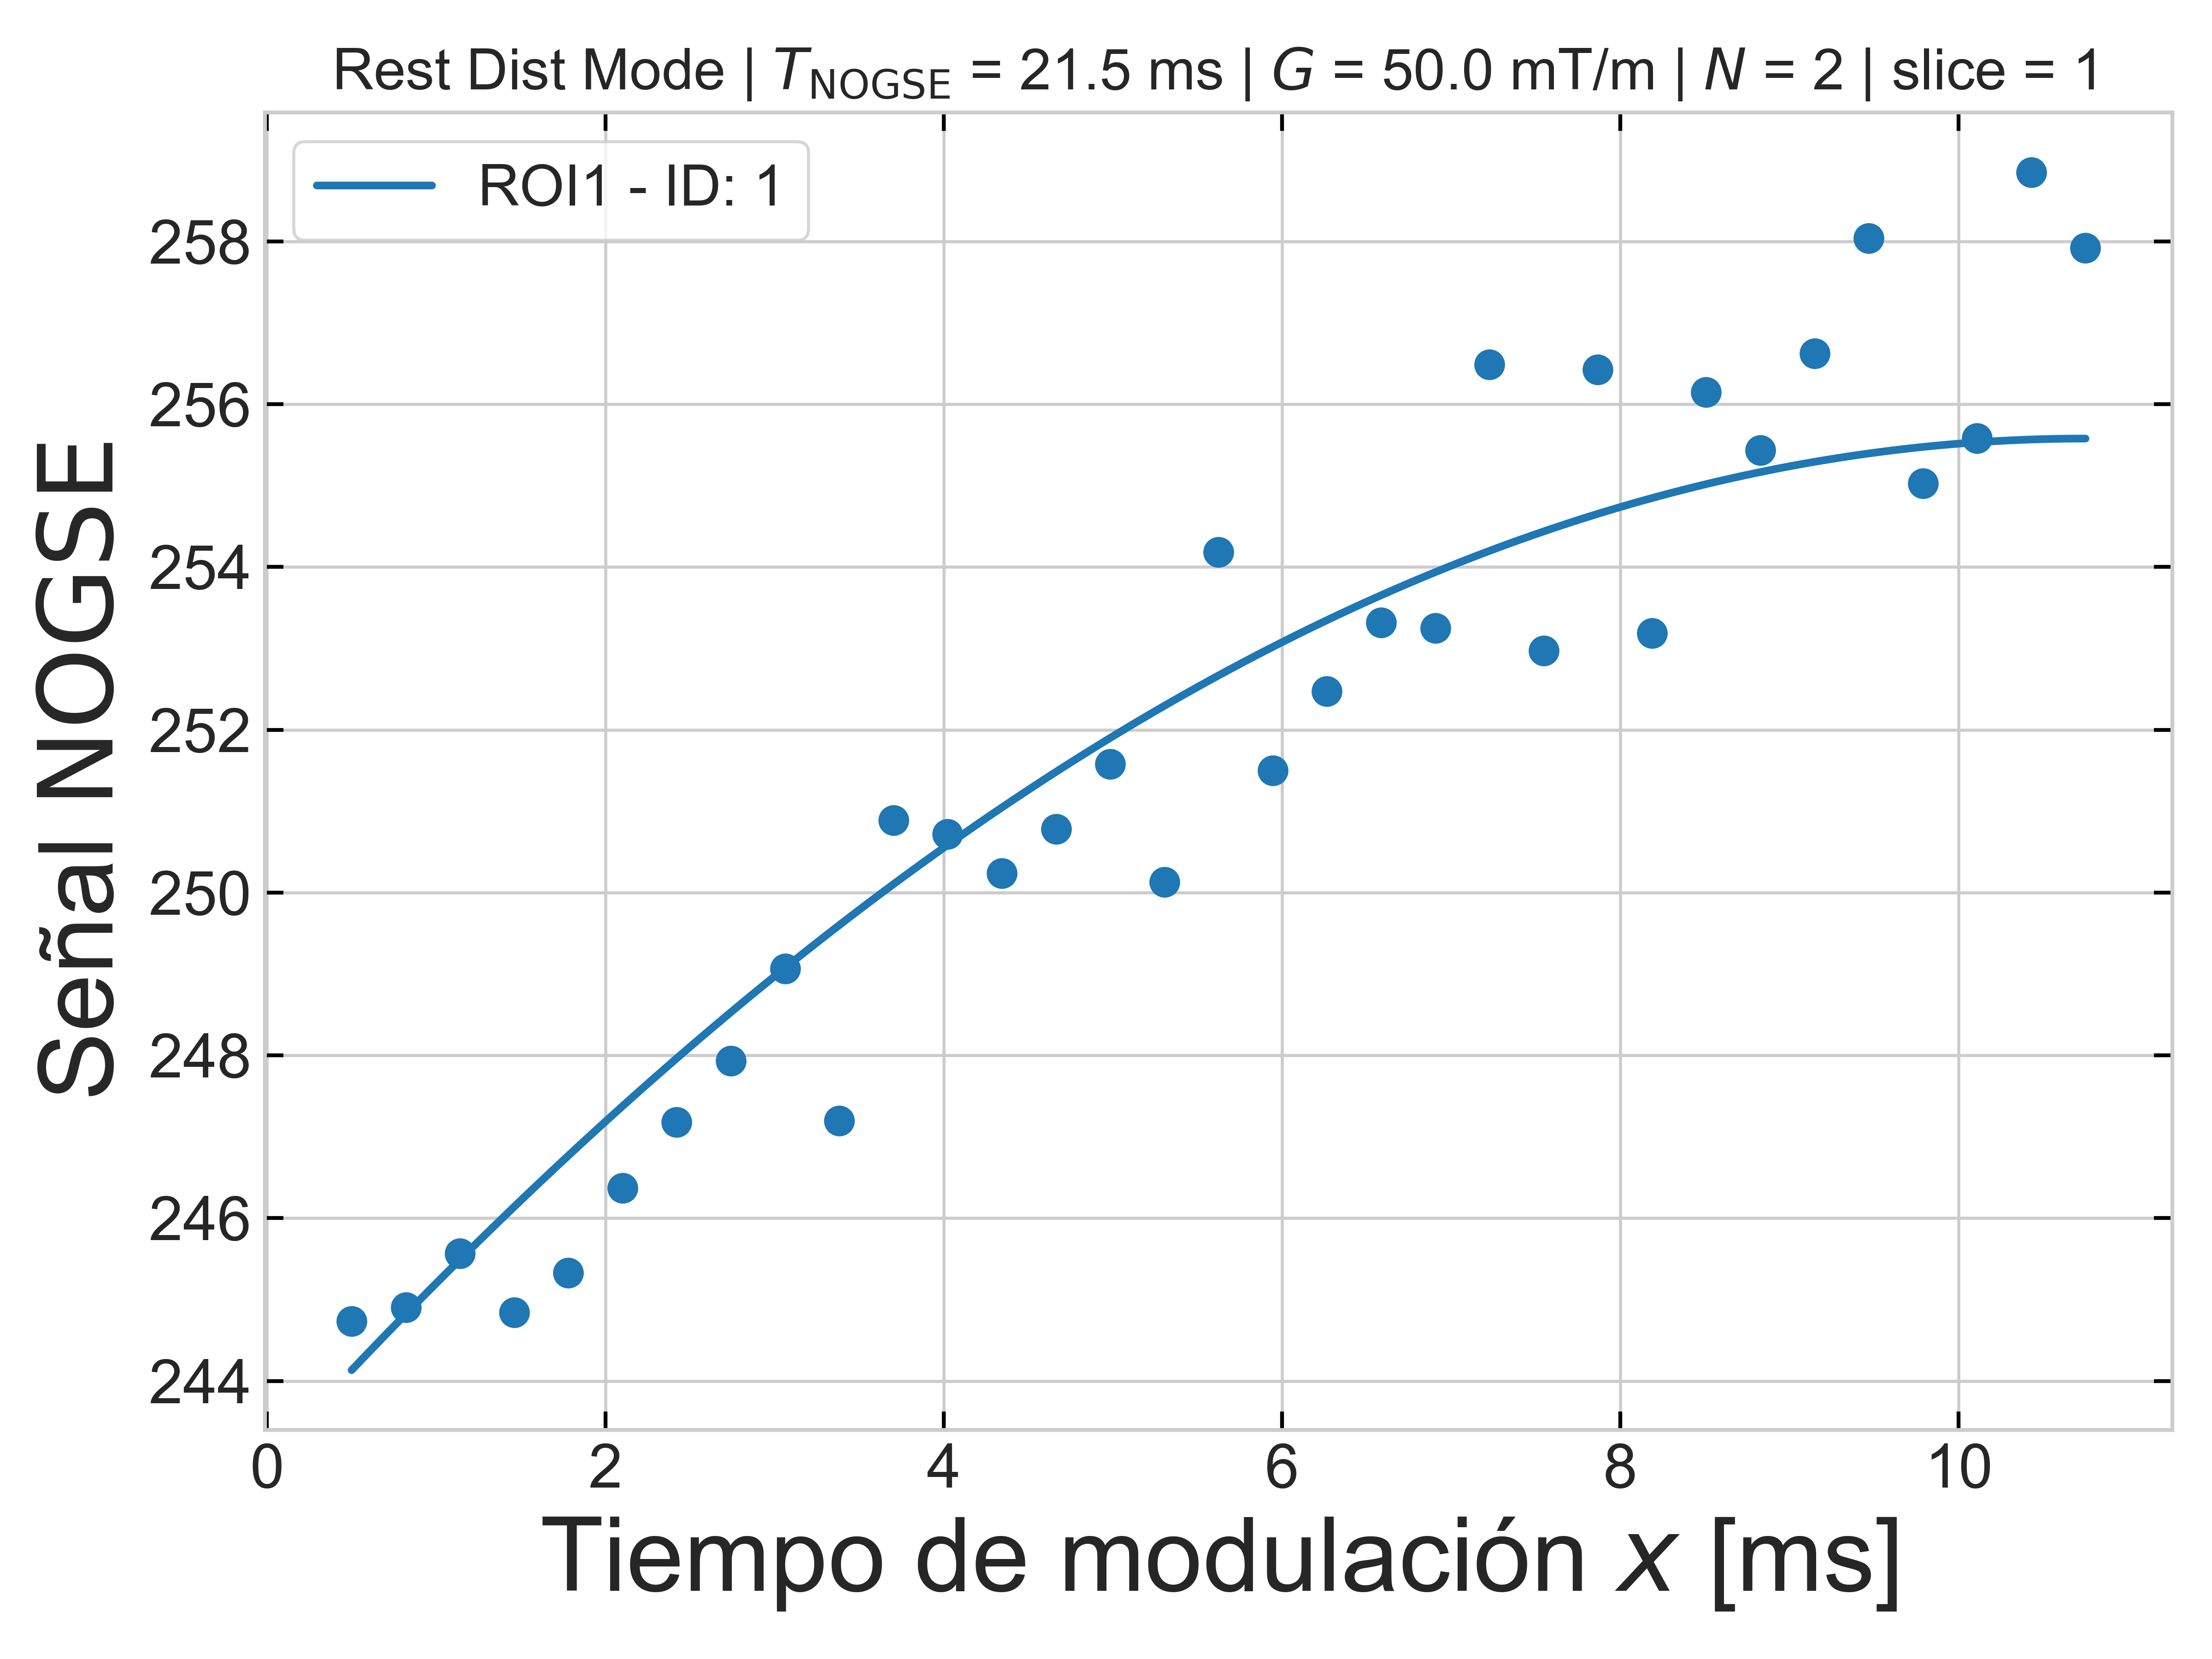 Rest Dist Mode | T_NOGSE = 21.5 ms | G = 50.0 mT/m | N = 2 | slice = 1
ROI1 - ID: 1
258
256
254
252
250
248
246
244
Señal NOGSE
0 2 4 6 8 10
Tiempo de modulación x [ms]